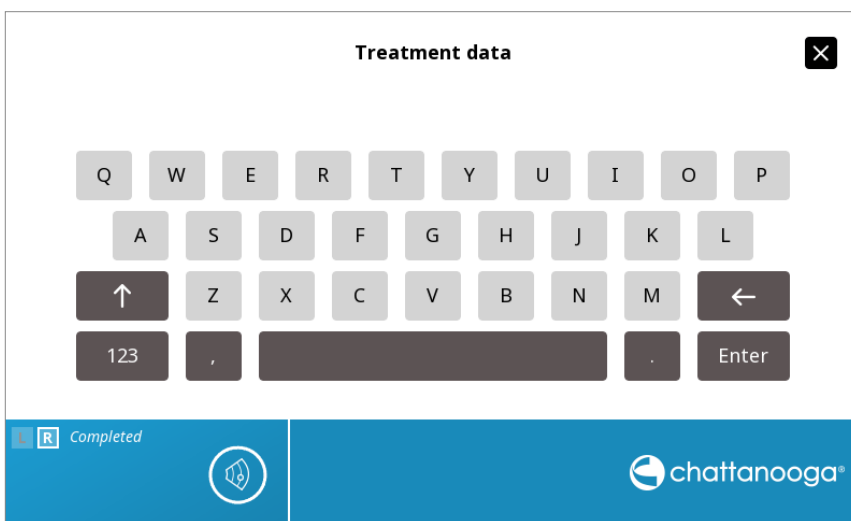 Treatment data
Q W E R T Y U I O P
A S D F G H J K L
Z X C V B N M
123 , . Enter
L R Completed
chattanooga®